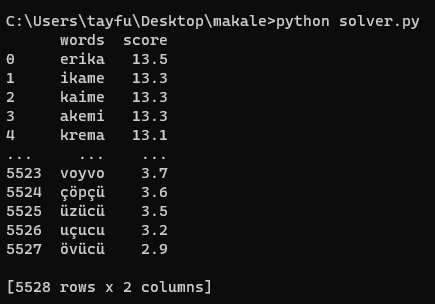 C:\Users\tayfu\Desktop\makale>python solver.py
words score
0 erika 13.5
1 ikame 13.3
2 kaime 13.3
3 akemi 13.3
4 krema 13.1
... ... ...
5523 voyvo 3.7
5524 çöpçü 3.6
5525 üzücü 3.5
5526 uçucu 3.2
5527 övücü 2.9
[5528 rows x 2 columns]